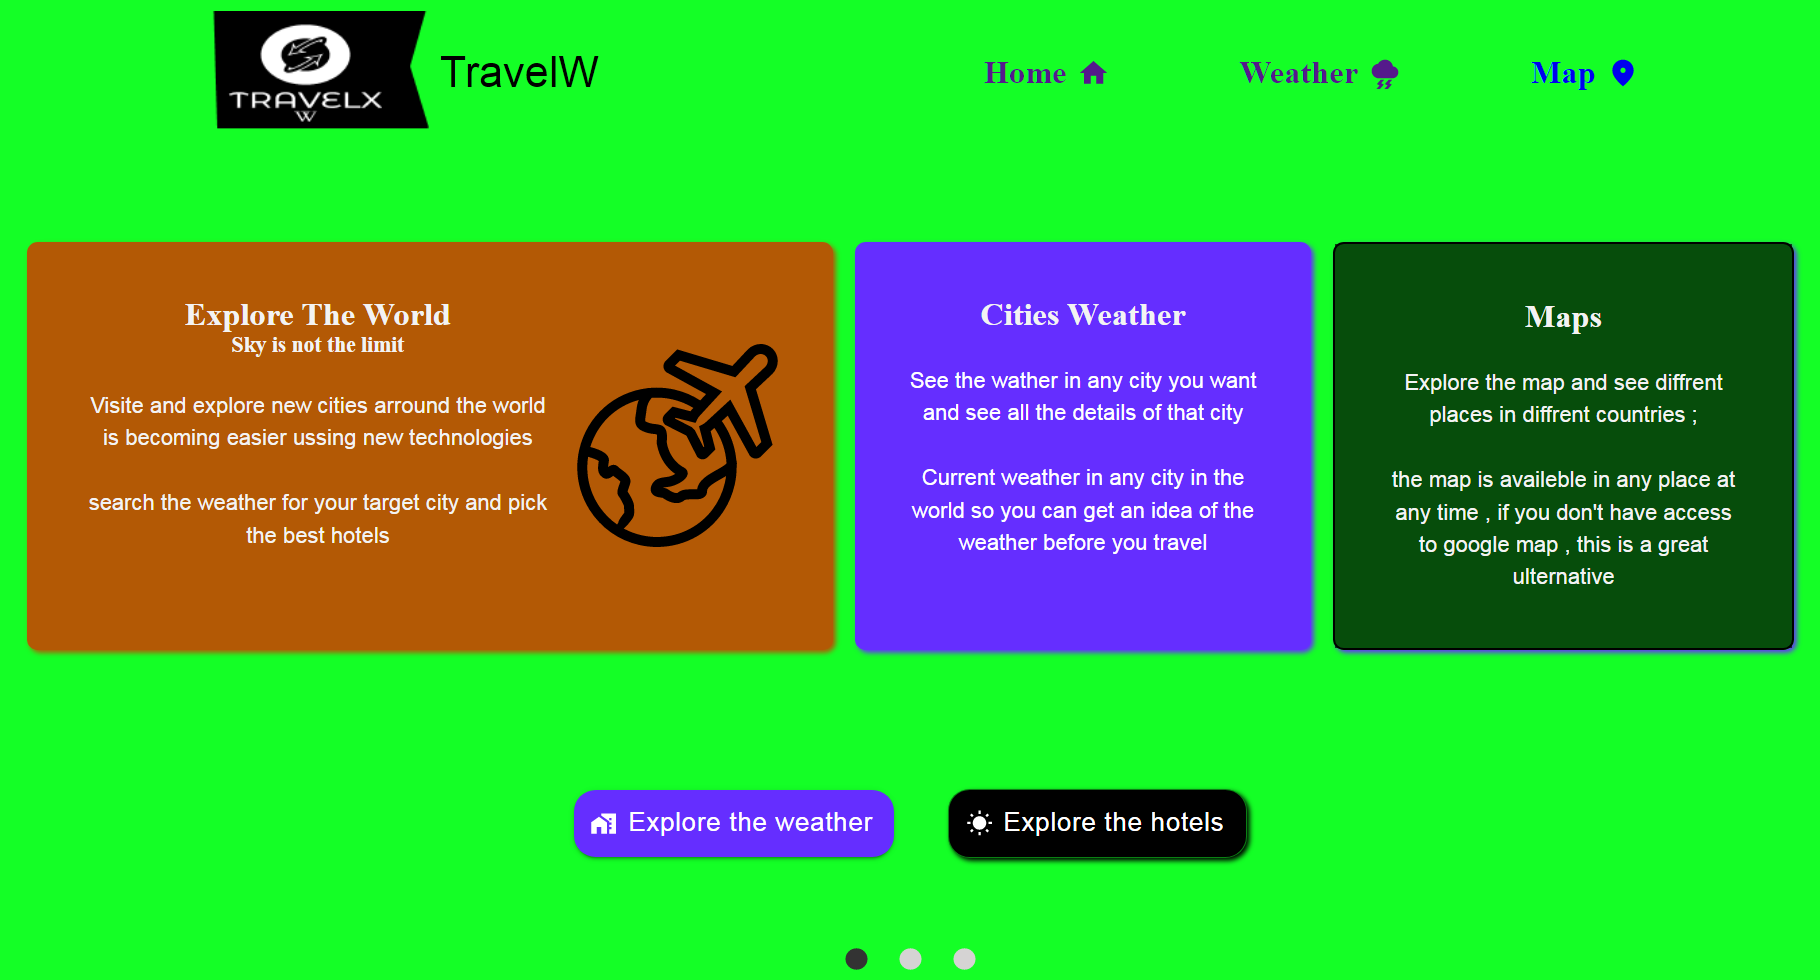 TRAVELX
W
TravelW
Home
Weather
Map
Explore The World
Sky is not the limit
Visite and explore new cities arround the world
is becoming easier ussing new technologies
search the weather for your target city and pick
the best hotels
Cities Weather
See the wather in any city you want
and see all the details of that city
Current weather in any city in the
world so you can get an idea of the
weather before you travel
Maps
Explore the map and see diffrent
places in diffrent countries ;
the map is availeble in any place at
any time , if you don't have access
to google map , this is a great
ulternative
Explore the weather
Explore the hotels